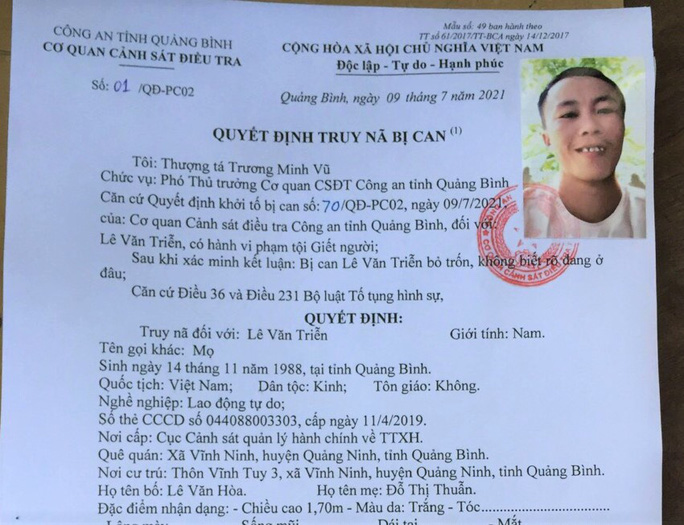 Mẫu số: 49 ban hành theo
TT số 61/2017/TT-BCA ngày 14/12/2017
CÔNG AN TỈNH QUẢNG BÌNH
CƠ QUAN CẢNH SÁT ĐIỀU TRA
CỘNG HÒA XÃ HỘI CHỦ NGHĨA VIỆT NAM
Độc lập - Tự do - Hạnh phúc
Số: 01 /QĐ-PC02
Quảng Bình, ngày 09 tháng 7 năm 2021
QUYẾT ĐỊNH TRUY NÃ BỊ CAN (1)
Tôi: Thượng tá Trương Minh Vũ
Chức vụ: Phó Thủ trưởng Cơ quan CSĐT Công an tỉnh Quảng Bình
Căn cứ Quyết định khởi tố bị can số: 70/QĐ-PC02, ngày 09/7/2021
của: Cơ quan Cảnh sát điều tra Công an tỉnh Quảng Bình, đối với:
Lê Văn Triễn, có hành vi phạm tội Giết người;
Sau khi xác minh kết luận: Bị can Lê Văn Triễn bỏ trốn, không biết rõ đang ở
đâu;
Căn cứ Điều 36 và Điều 231 Bộ luật Tố tụng hình sự,
QUYẾT ĐỊNH:
Truy nã đối với: Lê Văn Triễn Giới tính: Nam.
Tên gọi khác: Mọ
Sinh ngày 14 tháng 11 năm 1988, tại tỉnh Quảng Bình.
Quốc tịch: Việt Nam; Dân tộc: Kinh; Tôn giáo: Không.
Nghề nghiệp: Lao động tự do;
Số thẻ CCCD số 044088003303, cấp ngày 11/4/2019.
Nơi cấp: Cục Cảnh sát quản lý hành chính về TTXH.
Quê quán: Xã Vĩnh Ninh, huyện Quảng Ninh, tỉnh Quảng Bình.
Nơi cư trú: Thôn Vĩnh Tuy 3, xã Vĩnh Ninh, huyện Quảng Ninh, tỉnh Quảng Bình.
Họ tên bố: Lê Văn Hòa. Họ tên mẹ: Đỗ Thị Thuẫn.
Đặc điểm nhận dạng: - Chiều cao 1,70m - Màu da: Trắng - Tóc....................